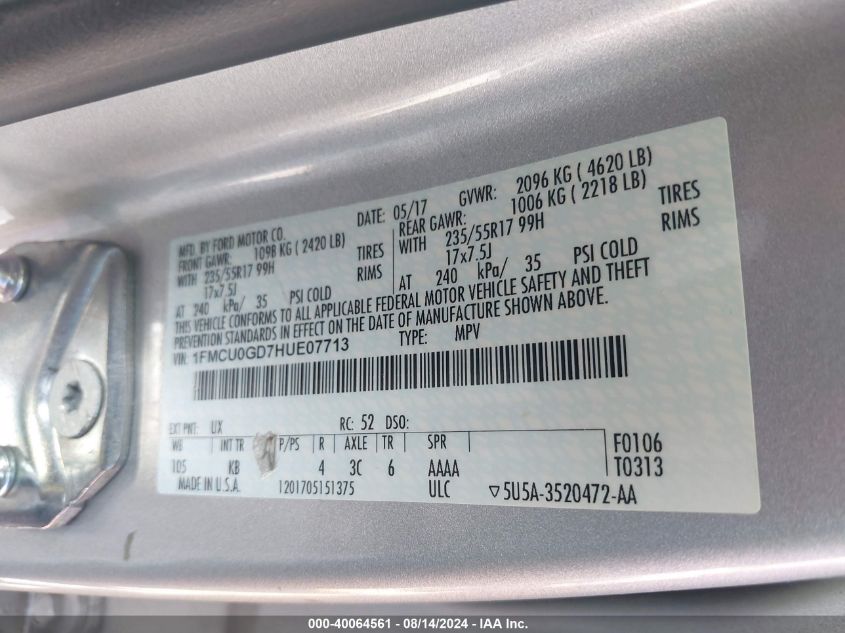 MFD. BY FORD MOTOR CO.
DATE: 05/17 GVWR: 2096 KG ( 4620 LB)
FRONT GAWR: 1098 KG ( 2420 LB)
REAR GAWR: 1006 KG ( 2218 LB)
WITH 235/55R17 99H TIRES
WITH 235/55R17 99H TIRES
17x7.5J RIMS
17x7.5J RIMS
AT 240 kPa/ 35 PSI COLD
AT 240 kPa/ 35 PSI COLD
THIS VEHICLE CONFORMS TO ALL APPLICABLE FEDERAL MOTOR VEHICLE SAFETY AND THEFT
PREVENTION STANDARDS IN EFFECT ON THE DATE OF MANUFACTURE SHOWN ABOVE.
VIN: 1FMCU0GD7HUE07713 TYPE: MPV
EXT PNT: UX RC: 52 DSO:
WB INT TR P/PS R AXLE TR SPR F0106
105 KB 4 3C 6 AAAA T0313
MADE IN U.S.A. 1201705151375 ULC ▽5U5A-3520472-AA
000-40064561 - 08/14/2024 - IAA Inc.